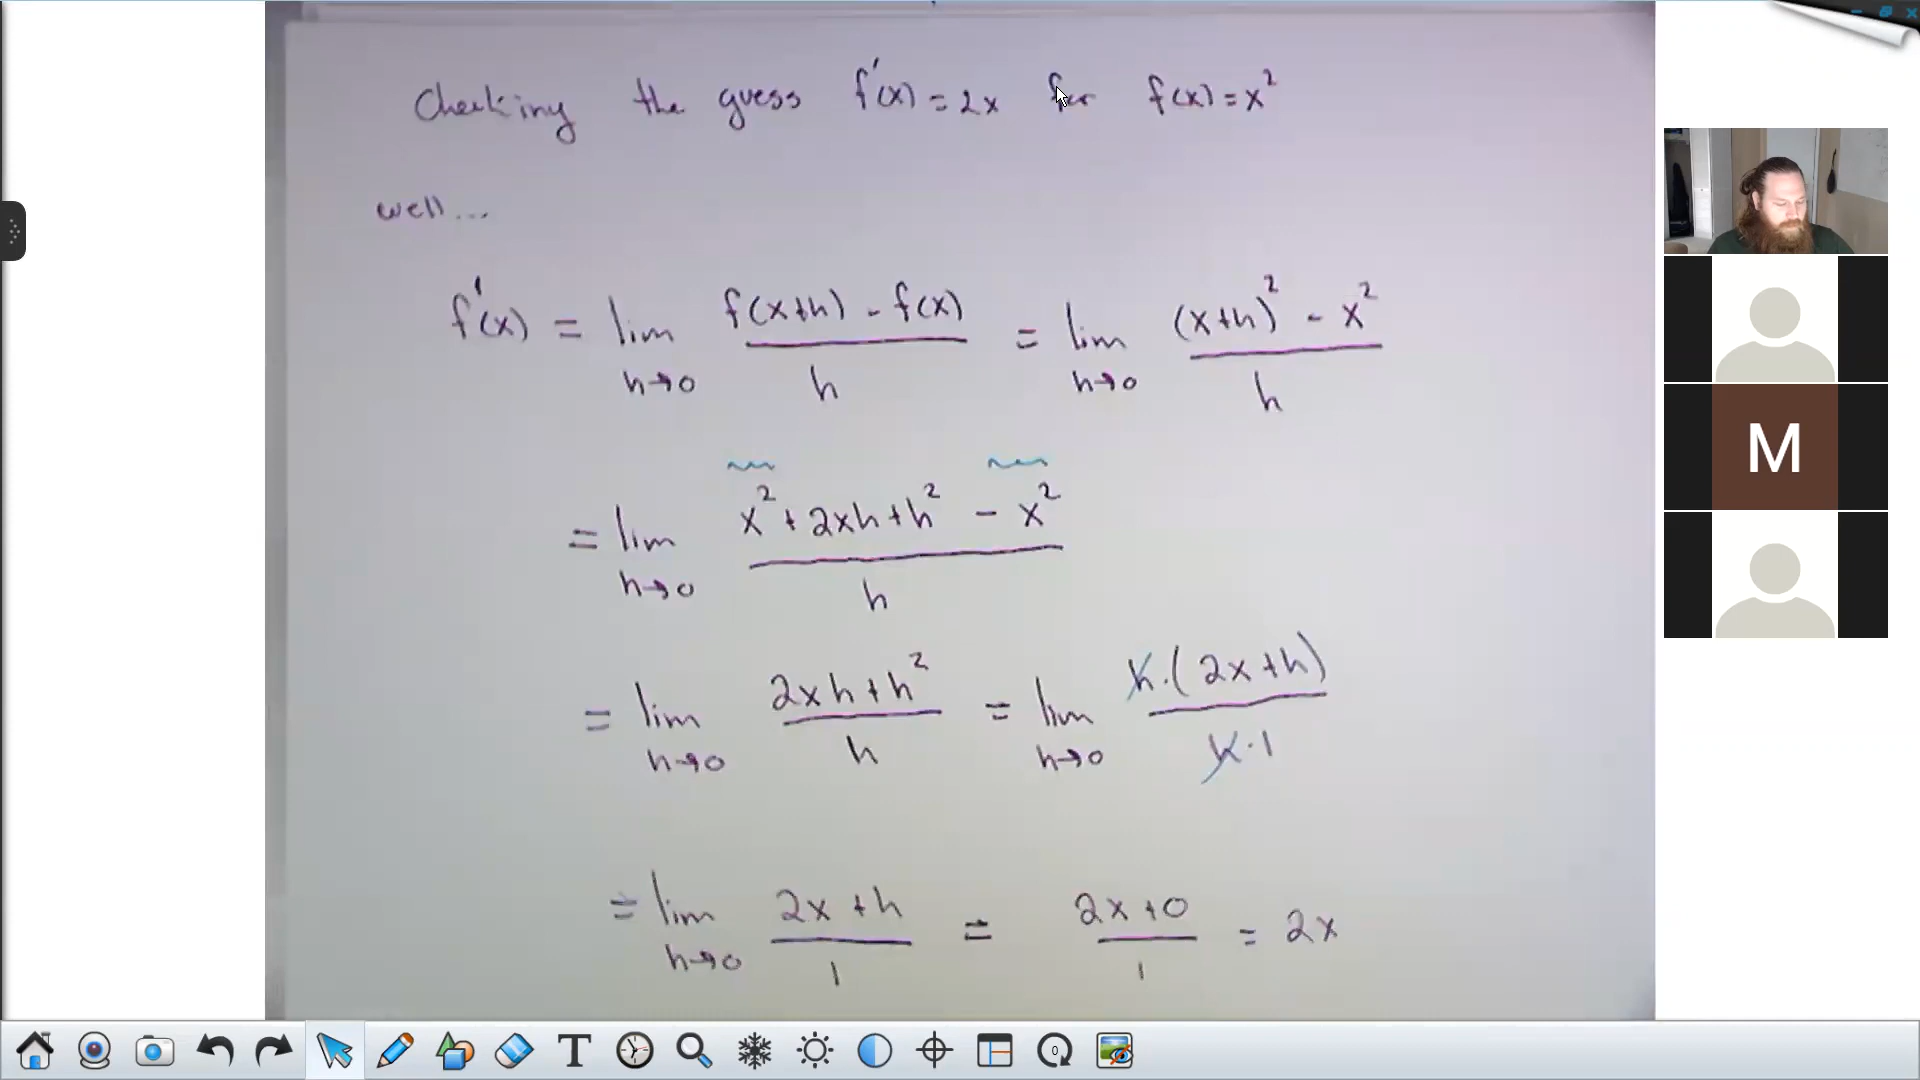 Checking the guess f'(x) = 2x for f(x) = x²
well...
f'(x) = lim h→0 f(x+h) - f(x) / h = lim h→0 (x+h)² - x² / h
= lim h→0 x² + 2xh + h² - x² / h
= lim h→0 2xh + h² / h = lim h→0 h·(2x+h) / h·1
= lim h→0 2x + h / 1 = 2x + 0 / 1 = 2x
M
T
0